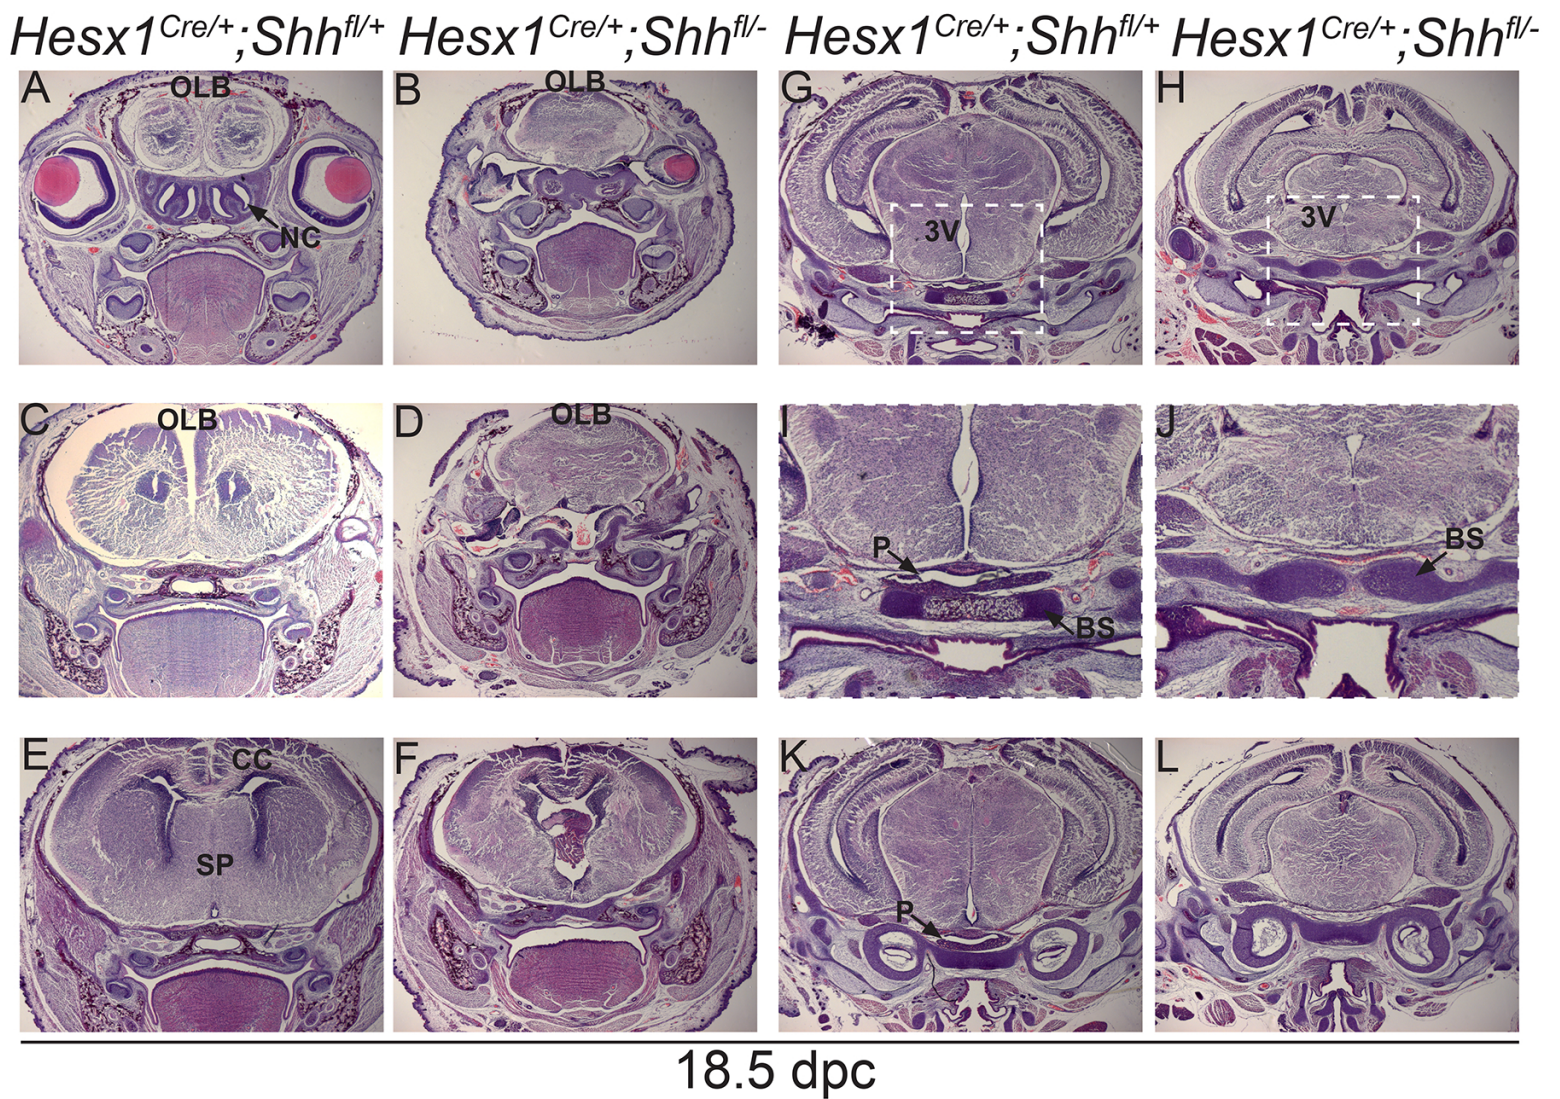 Hesx1Cre/+;Shhfl/+ Hesx1Cre/+;Shhfl/- Hesx1Cre/+;Shhfl/+ Hesx1Cre/+;Shhfl/-
A OLB NC
B OLB
G 3V
H 3V
C OLB
D OLB
I P BS
J BS
E CC SP
F
K P
L
18.5 dpc